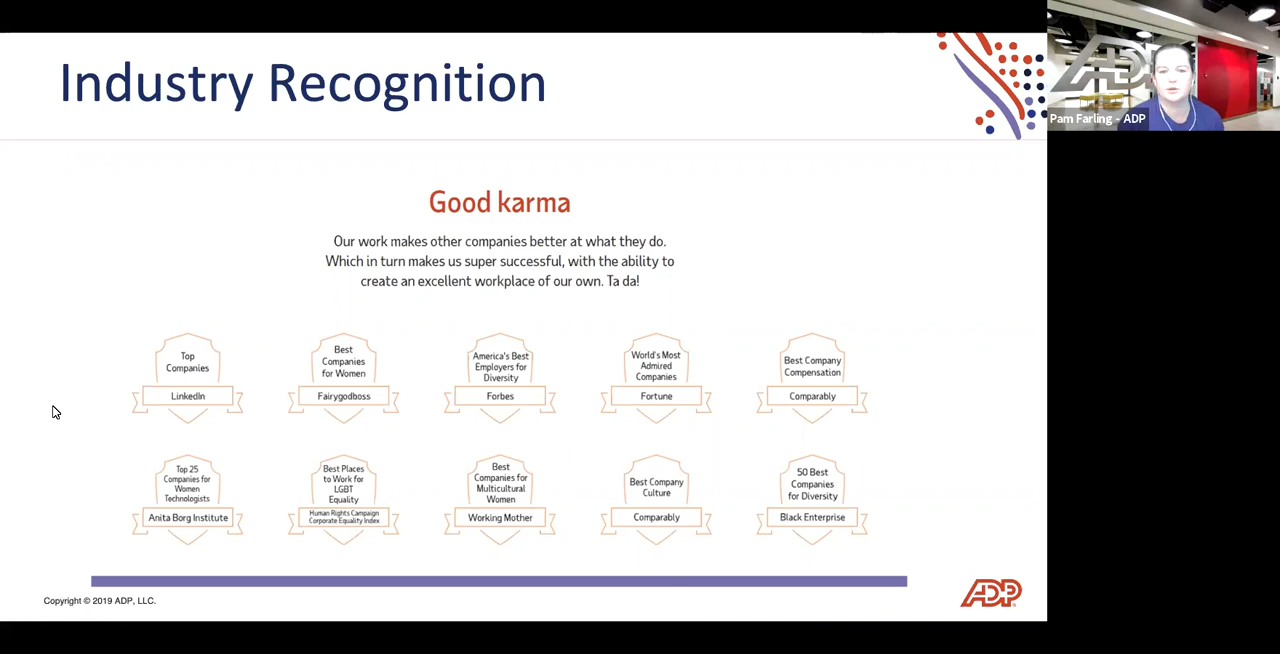 Industry Recognition
ADP
Pam Farling - ADP
Good karma
Our work makes other companies better at what they do.
Which in turn makes us super successful, with the ability to
create an excellent workplace of our own. Ta da!
Top
Companies
LinkedIn
Best
Companies
for Women
Fairygodboss
America's Best
Employers for
Diversity
Forbes
World's Most
Admired
Companies
Fortune
Best Company
Compensation
Comparably
Top 25
Companies for
Women
Technologists
Anita Borg Institute
Best Places
to Work for
LGBT
Equality
Human Rights Campaign
Corporate Equality Index
Best
Companies for
Multicultural
Women
Working Mother
Best Company
Culture
Comparably
50 Best
Companies
for Diversity
Black Enterprise
Copyright © 2019 ADP, LLC.
ADP